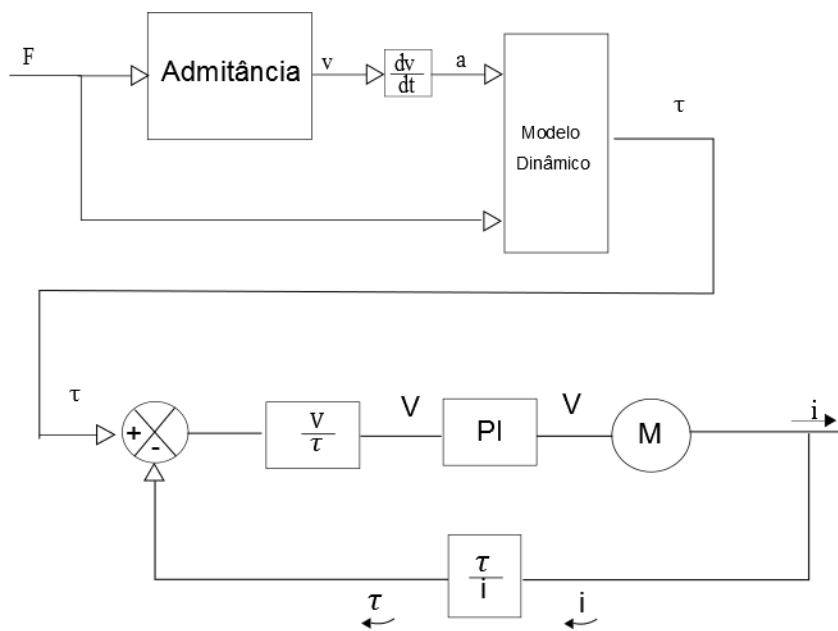 F
Admitância
v
dv
dt
a
Modelo
Dinâmico
τ
τ
+
-
V
τ
V
PI
V
M
i
τ
i
τ
i